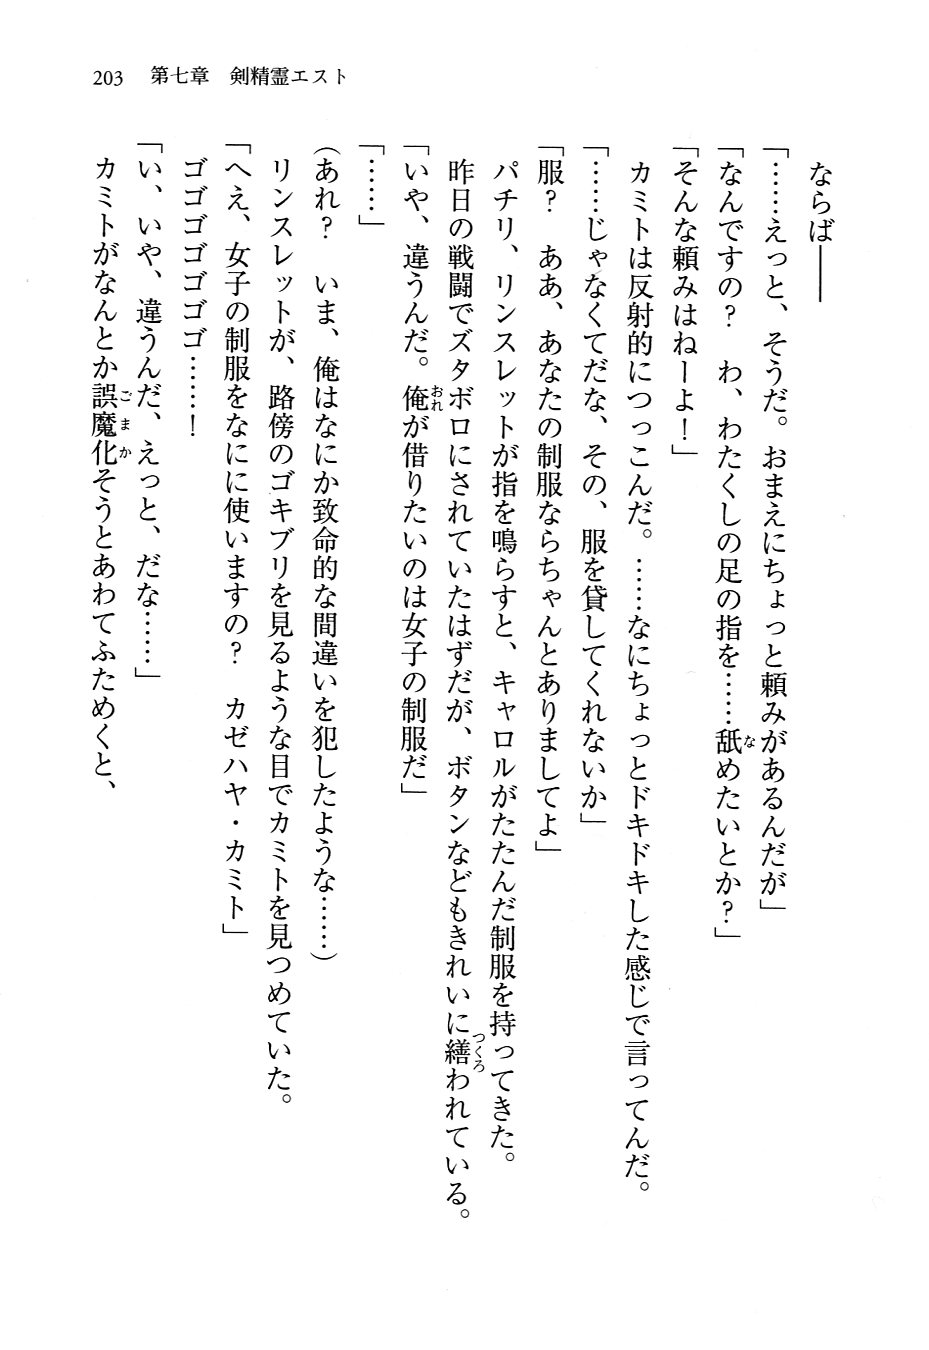 203　第七章　剣精霊エスト
ならば――
「……えっと、そうだ。おまえにちょっと頼みがあるんだが」
「なんですの？　わ、わたくしの足の指を……舐めたいとか？」
「そんな頼みはねーよ！」
カミトは反射的につっこんだ。……なにちょっとドキドキした感じで言ってんだ。
「……じゃなくてだな、その、服を貸してくれないか」
「服？　ああ、あなたの制服ならちゃんとありましてよ」
パチリ、リンスレットが指を鳴らすと、キャロルがたたんだ制服を持ってきた。
昨日の戦闘でズタボロにされていたはずだが、ボタンなどもきれいに繕われている。
「いや、違うんだ。俺が借りたいのは女子の制服だ」
「……」
（あれ？　いま、俺はなにか致命的な間違いを犯したような……）
リンスレットが、路傍のゴキブリを見るような目でカミトを見つめていた。
「へえ、女子の制服をなにに使いますの？　カゼハヤ・カミト」
ゴゴゴゴゴゴゴ……！
「い、いや、違うんだ、えっと、だな……」
カミトがなんとか誤魔化そうとあわてふためくと、